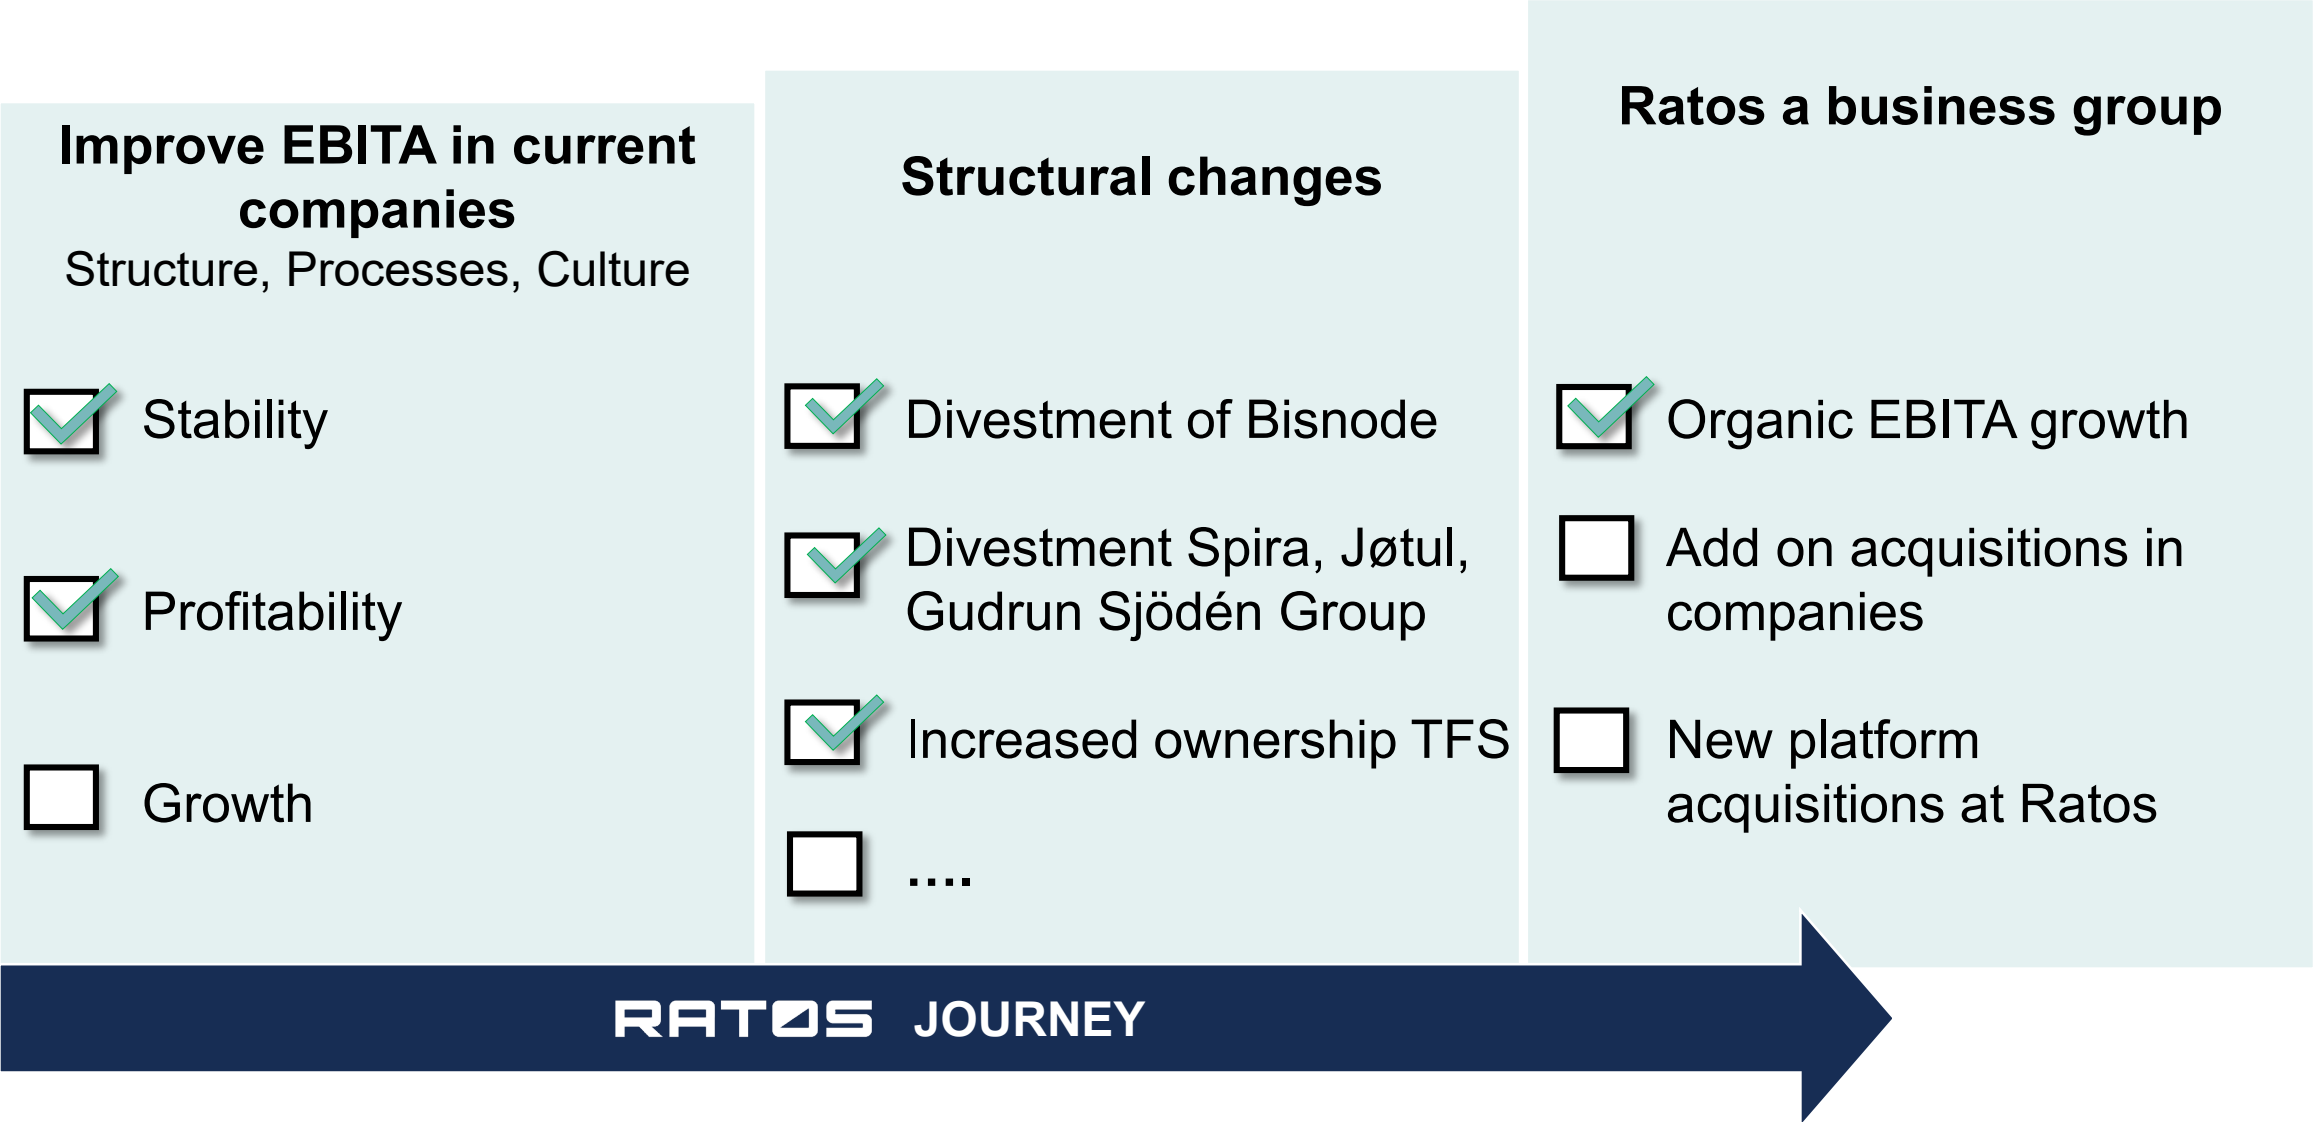 Improve EBITA in current
companies
Structure, Processes, Culture
Stability
Profitability
Growth
Structural changes
Divestment of Bisnode
Divestment Spira, Jøtul,
Gudrun Sjödén Group
Increased ownership TFS
....
Ratos a business group
Organic EBITA growth
Add on acquisitions in
companies
New platform
acquisitions at Ratos
RATOS JOURNEY